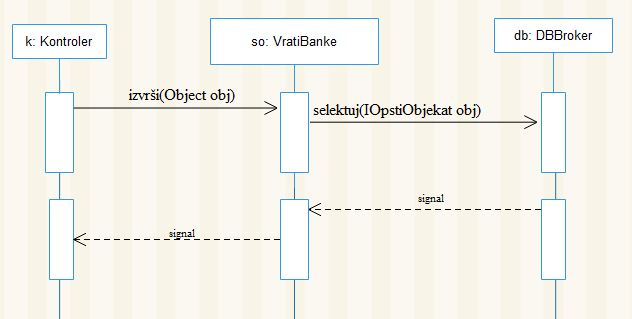 k: Kontroler
so: VratiBanke
db: DBBroker
izvrši(Object obj)
selektuj(IOpstiObjekat obj)
signal
signal